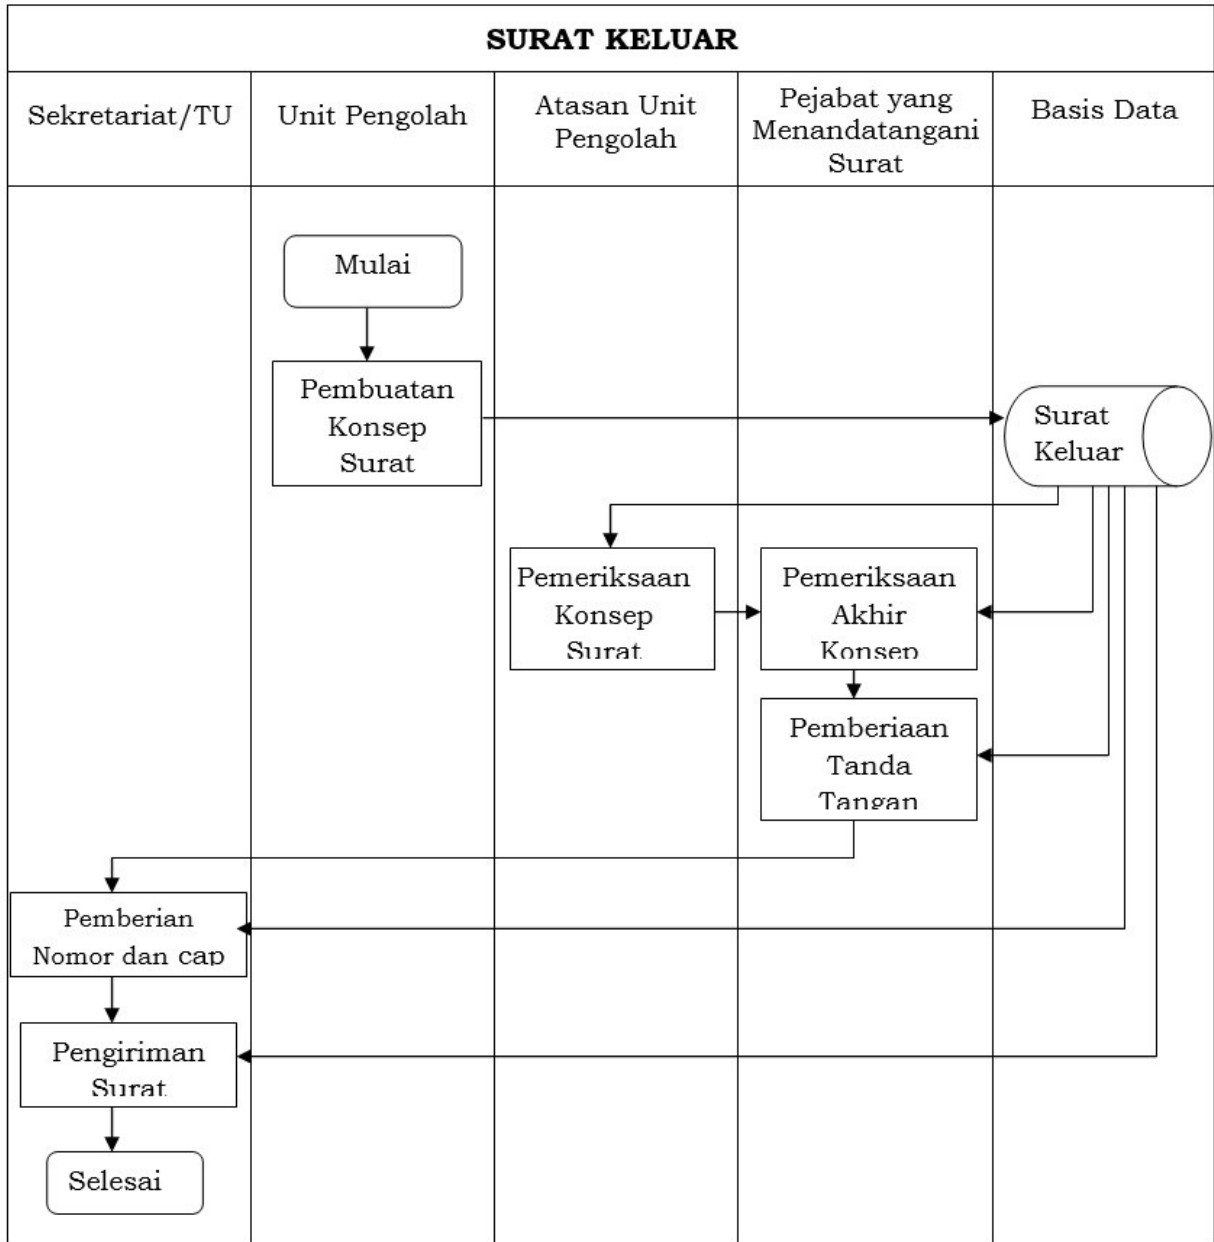 SURAT KELUAR
Sekretariat/TU
Unit Pengolah
Atasan Unit
Pengolah
Pejabat yang
Menandatangani
Surat
Basis Data
Mulai
Pembuatan
Konsep
Surat
Surat
Keluar
Pemeriksaan
Konsep
Surat
Pemeriksaan
Akhir
Konsep
Pemberiaan
Tanda
Tangan
Pemberian
Nomor dan cap
Pengiriman
Surat
Selesai